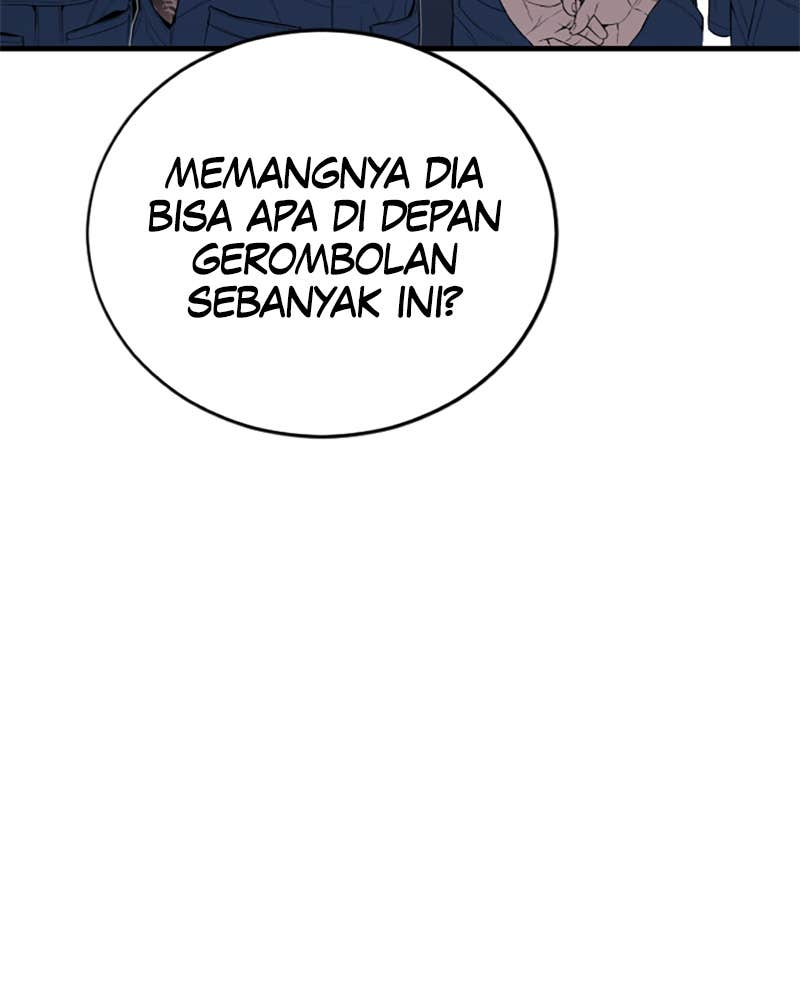 MEMANGNYA DIA
BISA APA DI DEPAN
GEROMBOLAN
SEBANYAK INI?